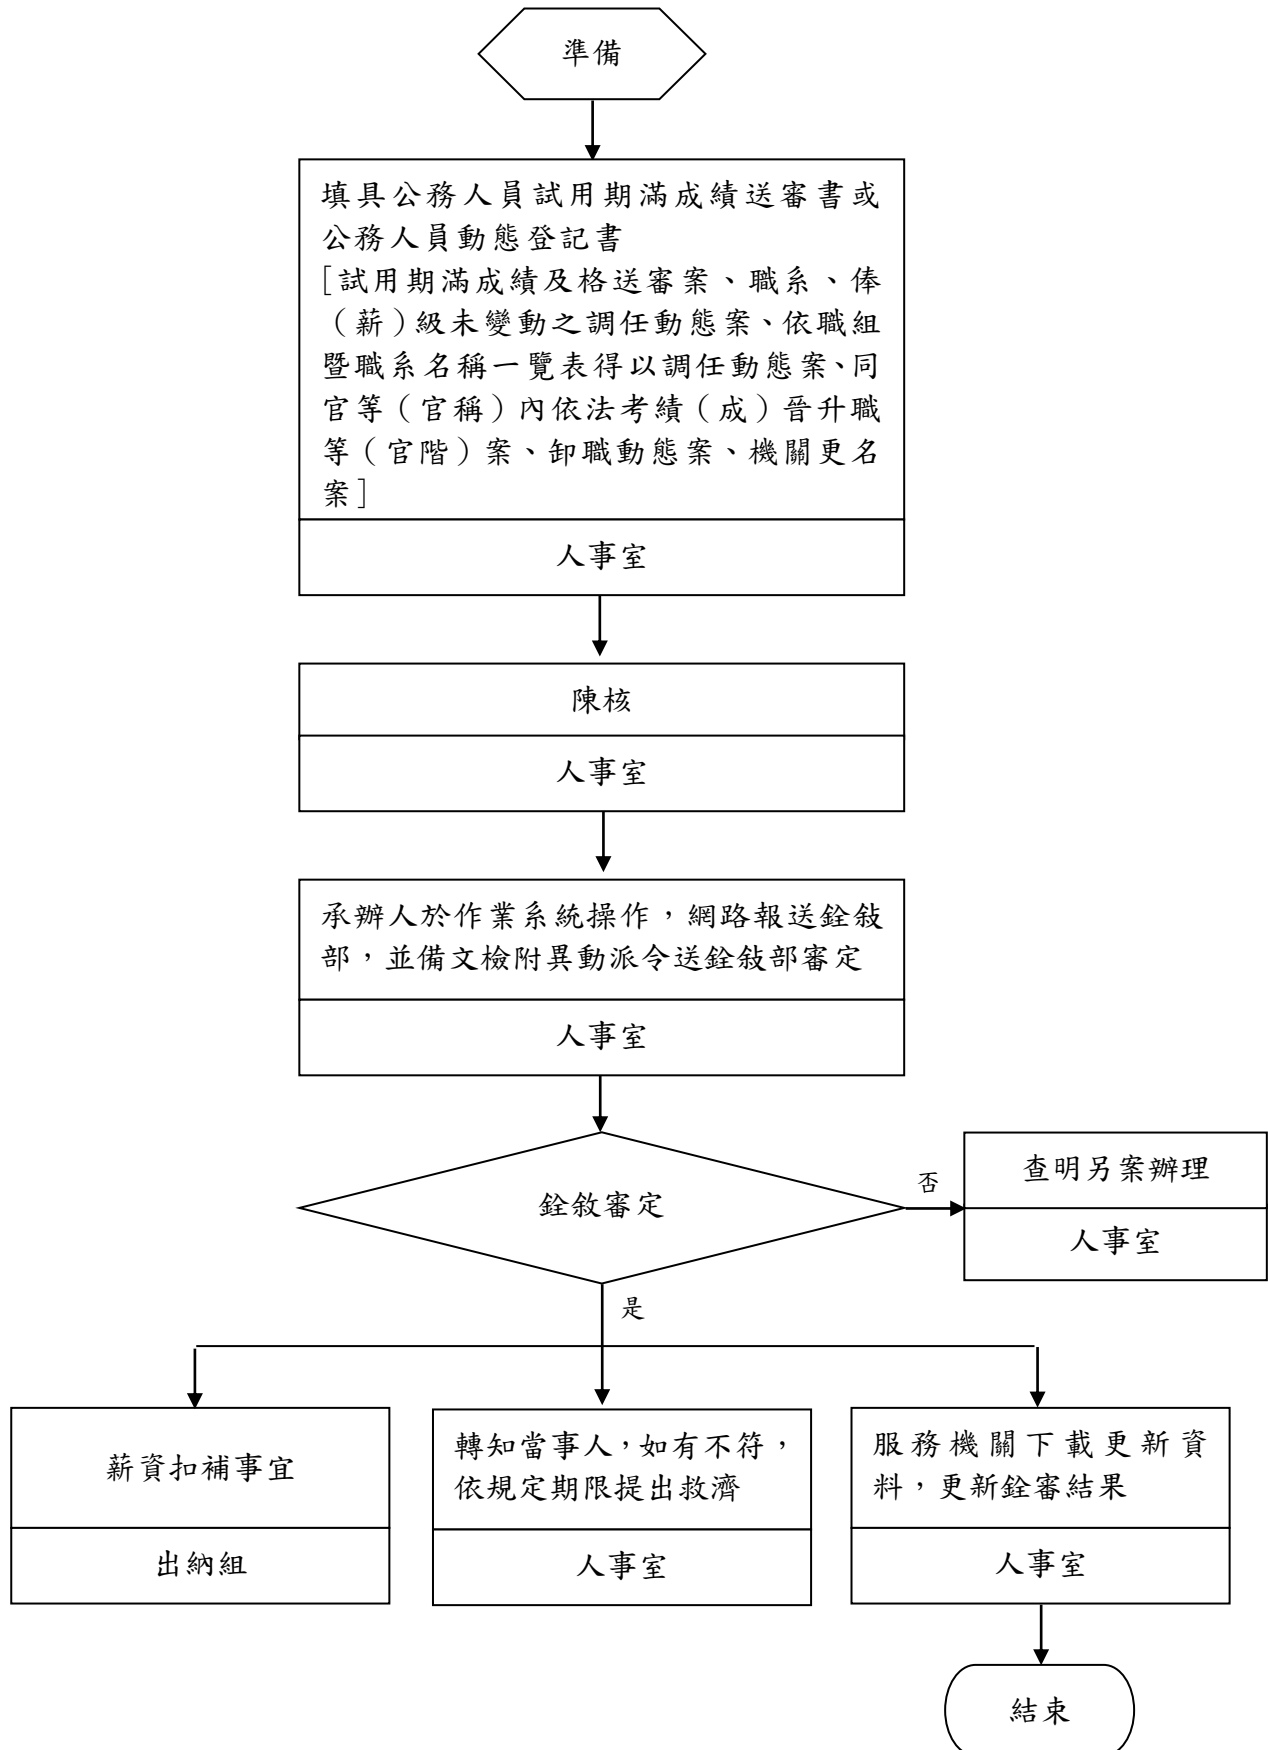 準備
填具公務人員試用期滿成績送審書或
公務人員動態登記書
[試用期滿成績及格送審案、職系、俸
（薪）級未變動之調任動態案、依職組
暨職系名稱一覽表得以調任動態案、同
官等（官稱）內依法考績（成）晉升職
等（官階）案、卸職動態案、機關更名
案]
人事室
陳核
人事室
承辦人於作業系統操作，網路報送銓敍
部，並備文檢附異動派令送銓敍部審定
人事室
銓敘審定
否
查明另案辦理
人事室
是
薪資扣補事宜
出納組
轉知當事人，如有不符，
依規定期限提出救濟
人事室
服務機關下載更新資
料，更新銓審結果
人事室
結束